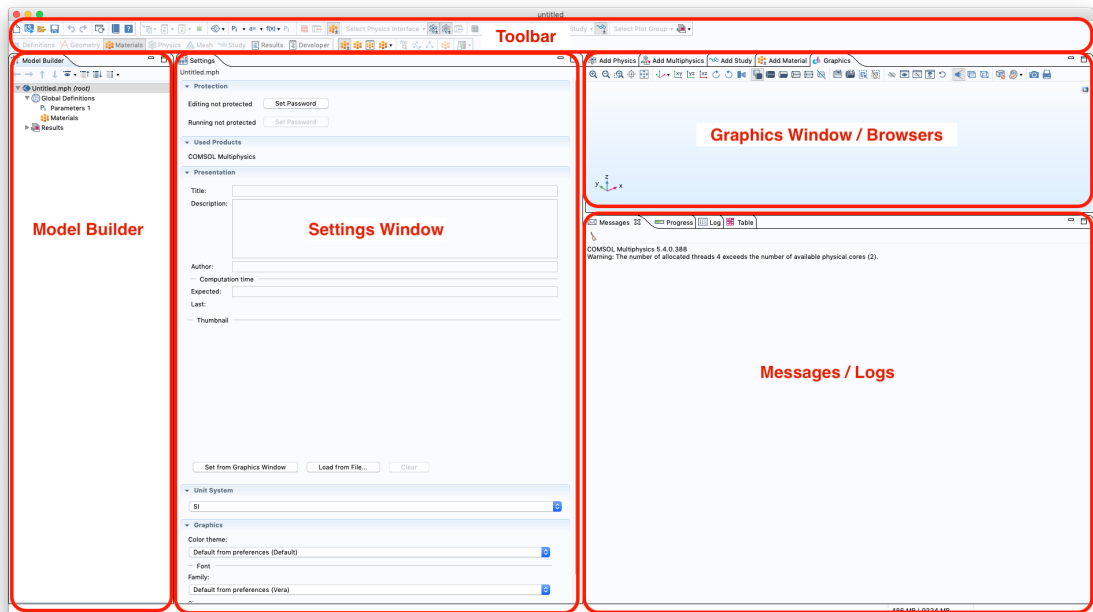 untitled
Pi a= f(x) Pi Select Physics Interface Study Select Plot Group
Toolbar
Definitions Geometry Materials Physics Mesh Study Results Developer
Model Builder
Untitled.mph (root)
Global Definitions
Pi Parameters 1
Materials
Results
Model Builder
Settings
Untitled.mph
Protection
Editing not protected Set Password
Running not protected Set Password
Used Products
COMSOL Multiphysics
Presentation
Title:
Description:
Settings Window
Author:
Computation time
Expected:
Last:
Thumbnail
Set from Graphics Window Load from File... Clear
Unit System
SI
Graphics
Color theme:
Default from preferences (Default)
Font
Family:
Default from preferences (Vera)
Add Physics Add Multiphysics Add Study Add Material Graphics
xy yz xz
Graphics Window / Browsers
z
y x
Messages Progress Log Table
COMSOL Multiphysics 5.4.0.388
Warning: The number of allocated threads 4 exceeds the number of available physical cores (2).
Messages / Logs